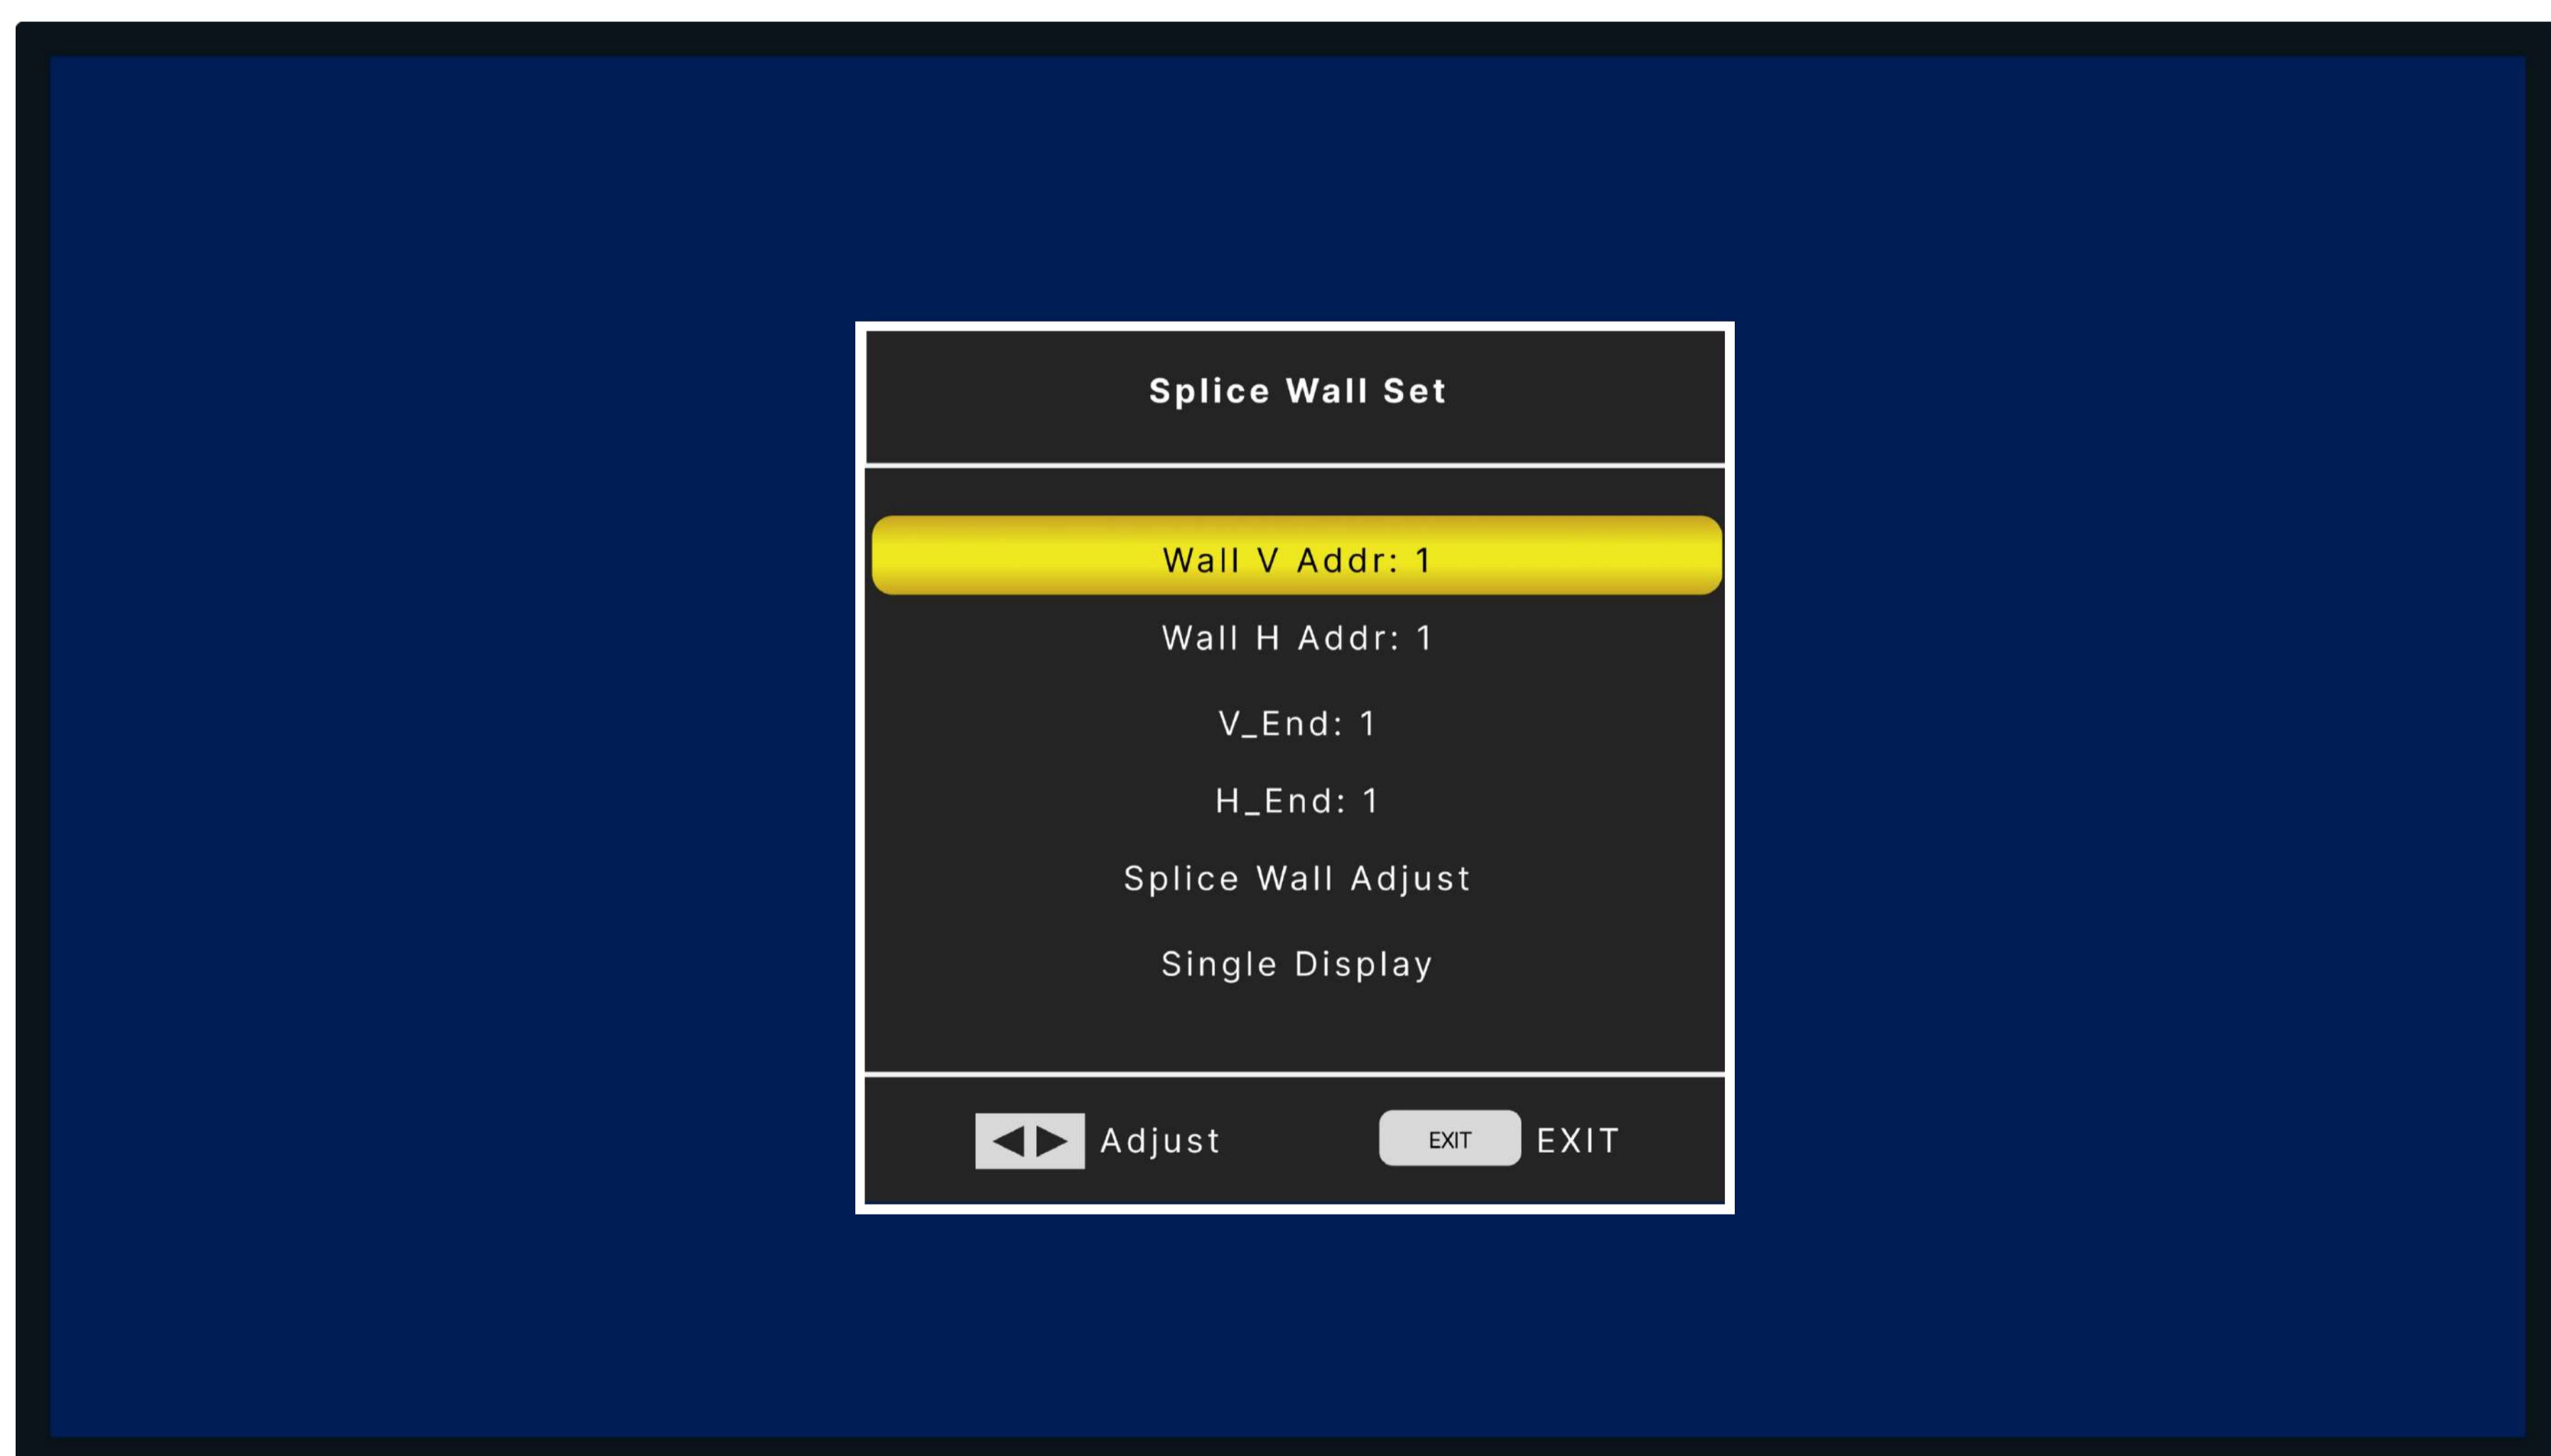 Splice Wall Set
Wall V Addr: 1
Wall H Addr: 1
V_End: 1
H_End: 1
Splice Wall Adjust
Single Display
◀▶ Adjust EXIT EXIT